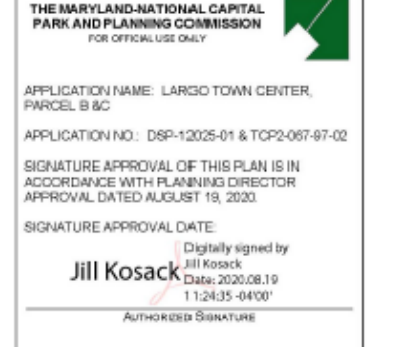 THE MARYLAND-NATIONAL CAPITAL
PARK AND PLANNING COMMISSION
FOR OFFICIAL USE ONLY
APPLICATION NAME: LARGO TOWN CENTER,
PARCEL B &C
APPLICATION NO.: DSP-12025-01 & TCP2-067-97-02
SIGNATURE APPROVAL OF THIS PLAN IS IN
ACCORDANCE WITH PLANNING DIRECTOR
APPROVAL DATED AUGUST 19, 2020.
SIGNATURE APPROVAL DATE:
Jill Kosack
Digitally signed by
Jill Kosack
Date: 2020.08.19
11:24:35 -04'00'
AUTHORIZED SIGNATURE